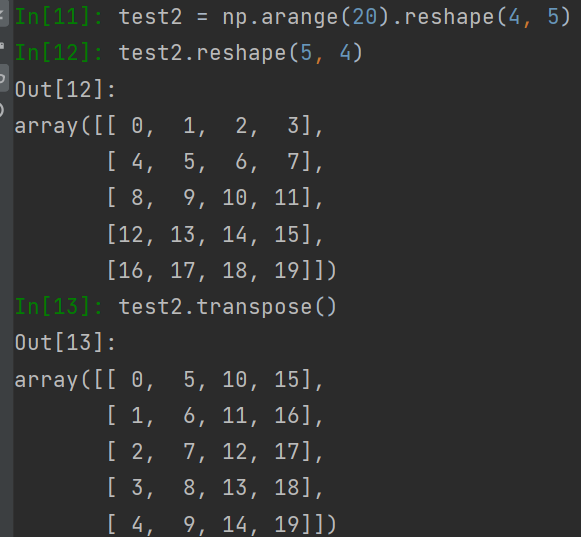 In[11]: test2 = np.arange(20).reshape(4, 5)
In[12]: test2.reshape(5, 4)
Out[12]:
array([[ 0,  1,  2,  3],
       [ 4,  5,  6,  7],
       [ 8,  9, 10, 11],
       [12, 13, 14, 15],
       [16, 17, 18, 19]])
In[13]: test2.transpose()
Out[13]:
array([[ 0,  5, 10, 15],
       [ 1,  6, 11, 16],
       [ 2,  7, 12, 17],
       [ 3,  8, 13, 18],
       [ 4,  9, 14, 19]])